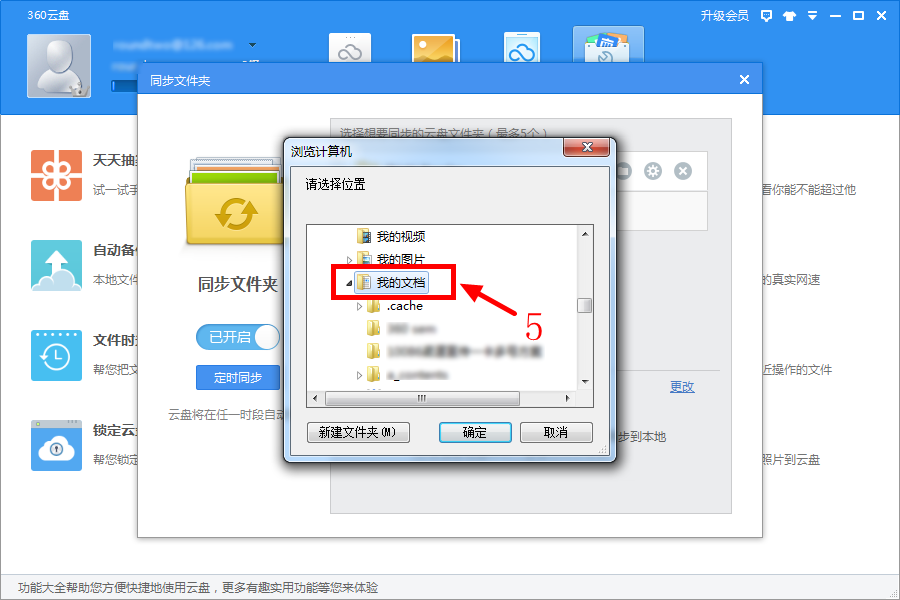 360云盘
升级会员
同步文件夹
选择想要同步的云盘文件夹（最多5个）
天天抽
试一试手
看你能不能超过他
自动备
本地文件
的真实网速
文件时
帮您把文
近操作的文件
锁定云
帮您锁定
照片到云盘
同步文件夹
已开启
定时同步
云盘将在任一时段自动
更改
步到本地
浏览计算机
请选择位置
我的视频
我的图片
我的文档
.cache
5
新建文件夹(M)
确定
取消
功能大全帮助您方便快捷地使用云盘，更多有趣实用功能等您来体验